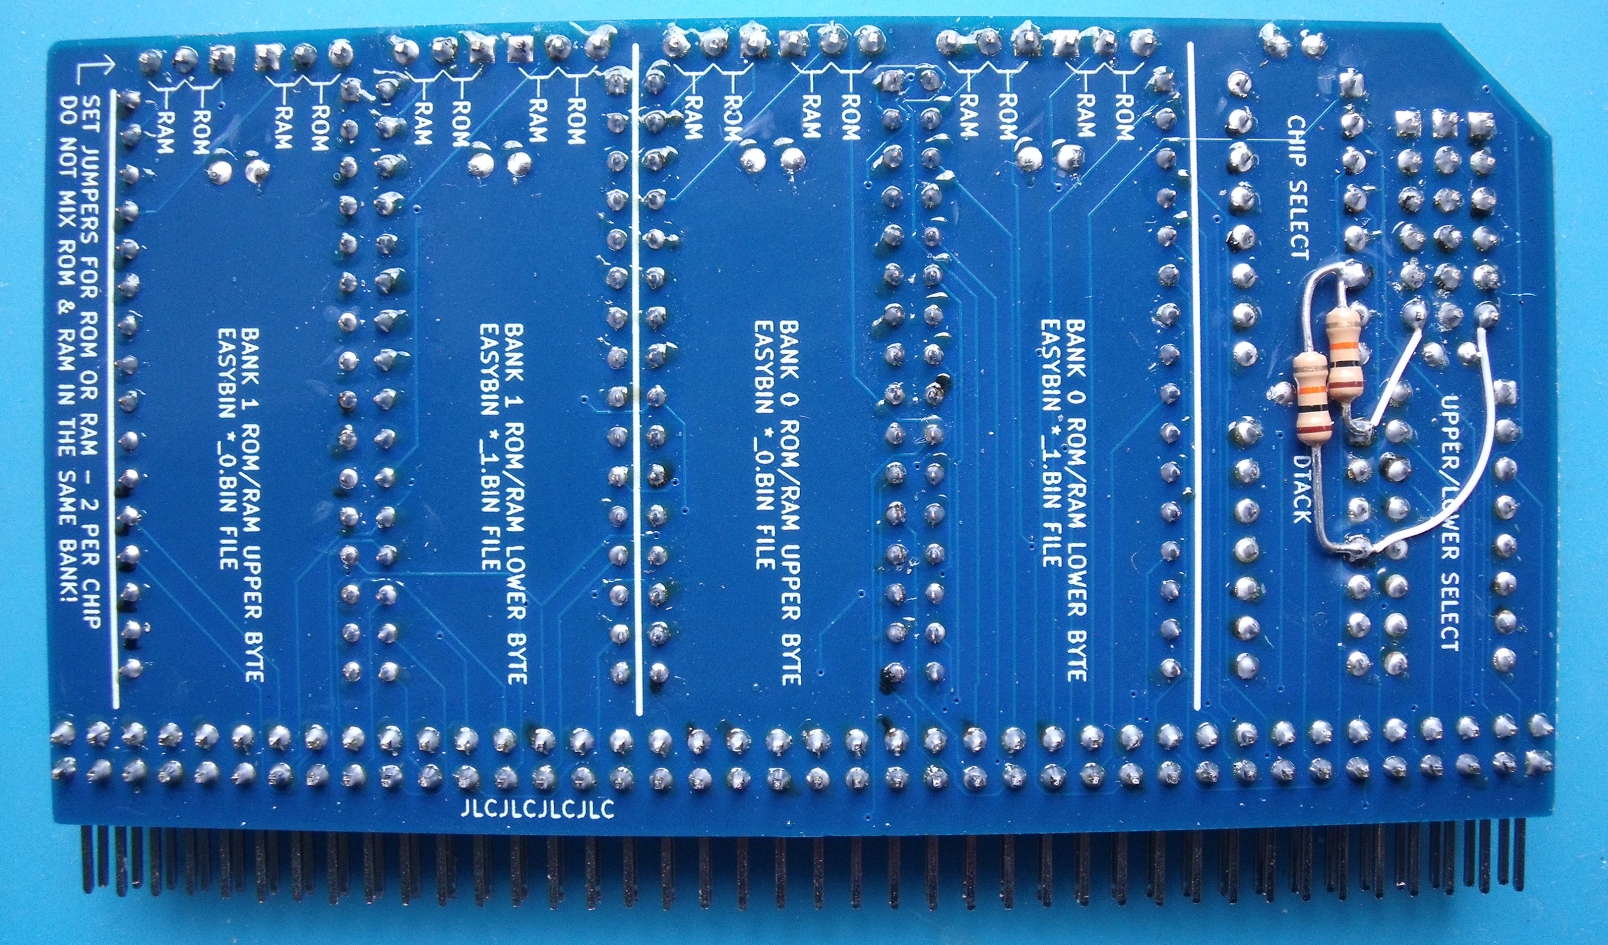 SET JUMPERS FOR ROM OR RAM - 2 PER CHIP
DO NOT MIX ROM & RAM IN THE SAME BANK!
RAM
ROM
RAM
ROM
RAM
ROM
RAM
ROM
RAM
ROM
RAM
ROM
RAM
ROM
RAM
ROM
BANK 1 ROM/RAM UPPER BYTE
EASYBIN *_0.BIN FILE
BANK 1 ROM/RAM LOWER BYTE
EASYBIN *_1.BIN FILE
BANK 0 ROM/RAM UPPER BYTE
EASYBIN *_0.BIN FILE
BANK 0 ROM/RAM LOWER BYTE
EASYBIN *_1.BIN FILE
CHIP SELECT
DTACK
UPPER/LOWER SELECT
JLCJLCJLCJLC